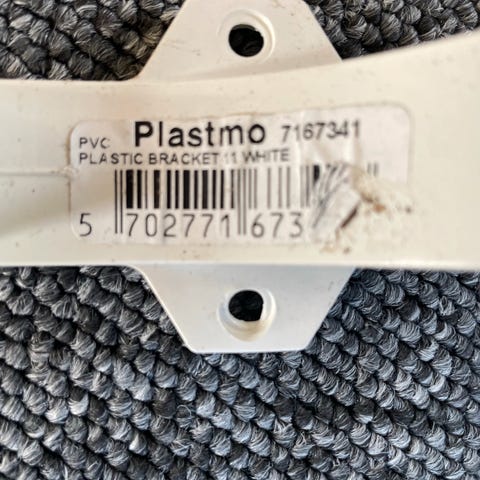 PVC Plastmo 7167341
PLASTIC BRACKET 11 WHITE
5 702771 673